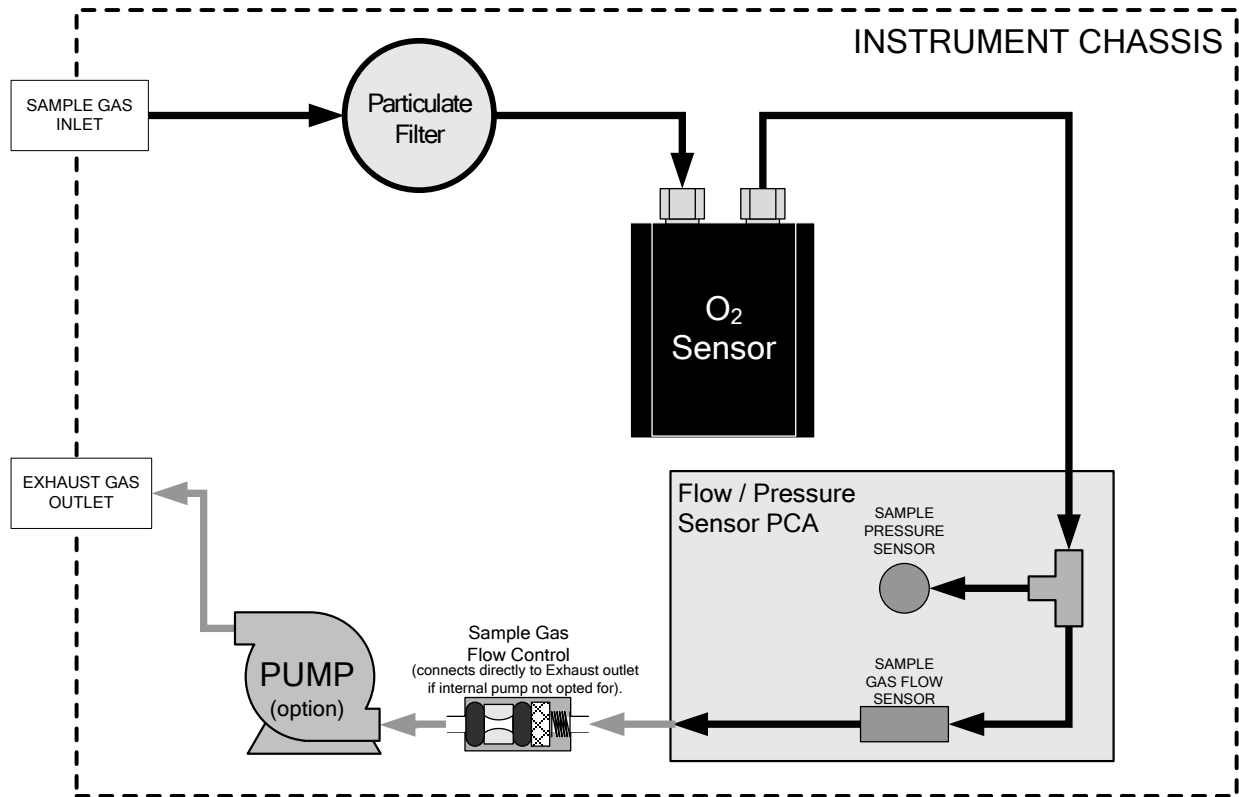 INSTRUMENT CHASSIS
SAMPLE GAS
INLET
Particulate
Filter
O₂
Sensor
EXHAUST GAS
OUTLET
Flow / Pressure
Sensor PCA
SAMPLE
PRESSURE
SENSOR
SAMPLE
GAS FLOW
SENSOR
Sample Gas
Flow Control
(connects directly to Exhaust outlet
if internal pump not opted for).
PUMP
(option)